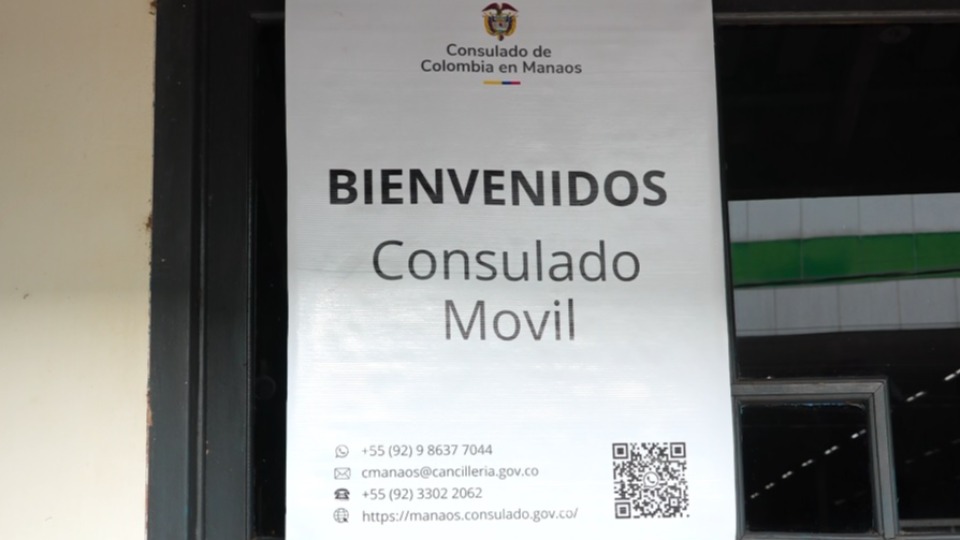 Consulado de
Colombia en Manaos
BIENVENIDOS
Consulado
Movil
+55 (92) 9 8637 7044
cmanaos@cancilleria.gov.co
+55 (92) 3302 2062
https://manaos.consulado.gov.co/